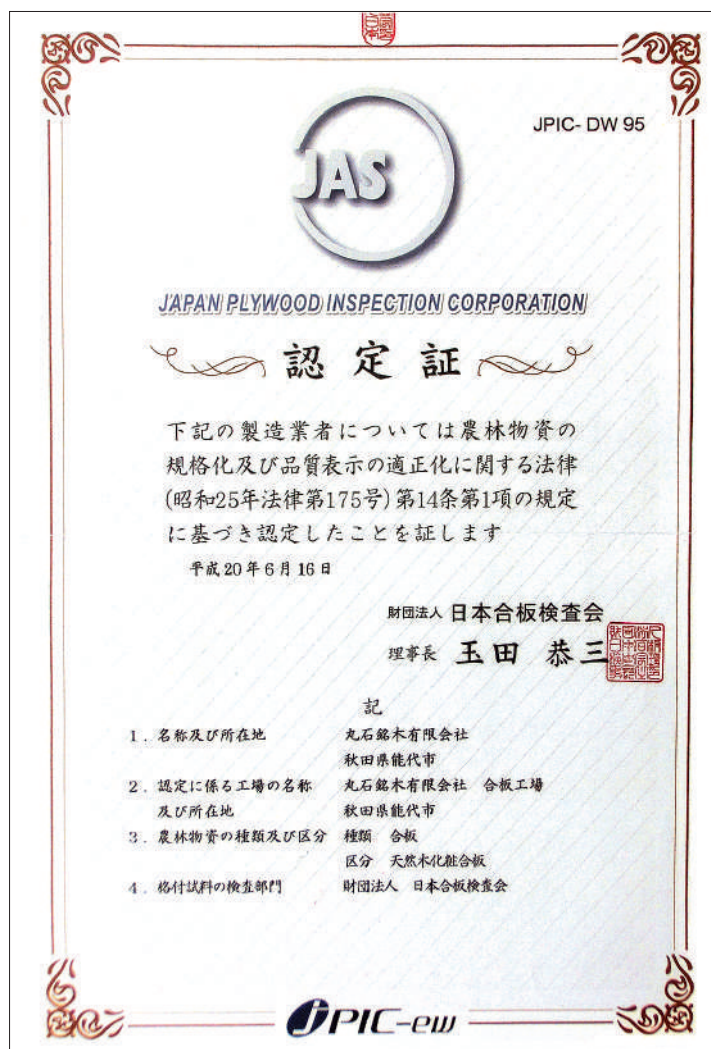 JPIC- DW 95
JAS
JAPAN PLYWOOD INSPECTION CORPORATION
認定証
下記の製造業者については農林物資の
規格化及び品質表示の適正化に関する法律
(昭和25年法律第175号)第14条第1項の規定
に基づき認定したことを証します
平成20年6月16日
財団法人 日本合板検査会
理事長 玉田 恭三
記
1. 名称及び所在地 丸石銘木有限会社
秋田県能代市
2. 認定に係る工場の名称 丸石銘木有限会社 合板工場
及び所在地 秋田県能代市
3. 農林物資の種類及び区分 種類 合板
区分 天然木化粧合板
4. 格付試料の検査部門 財団法人 日本合板検査会
JPIC-ew